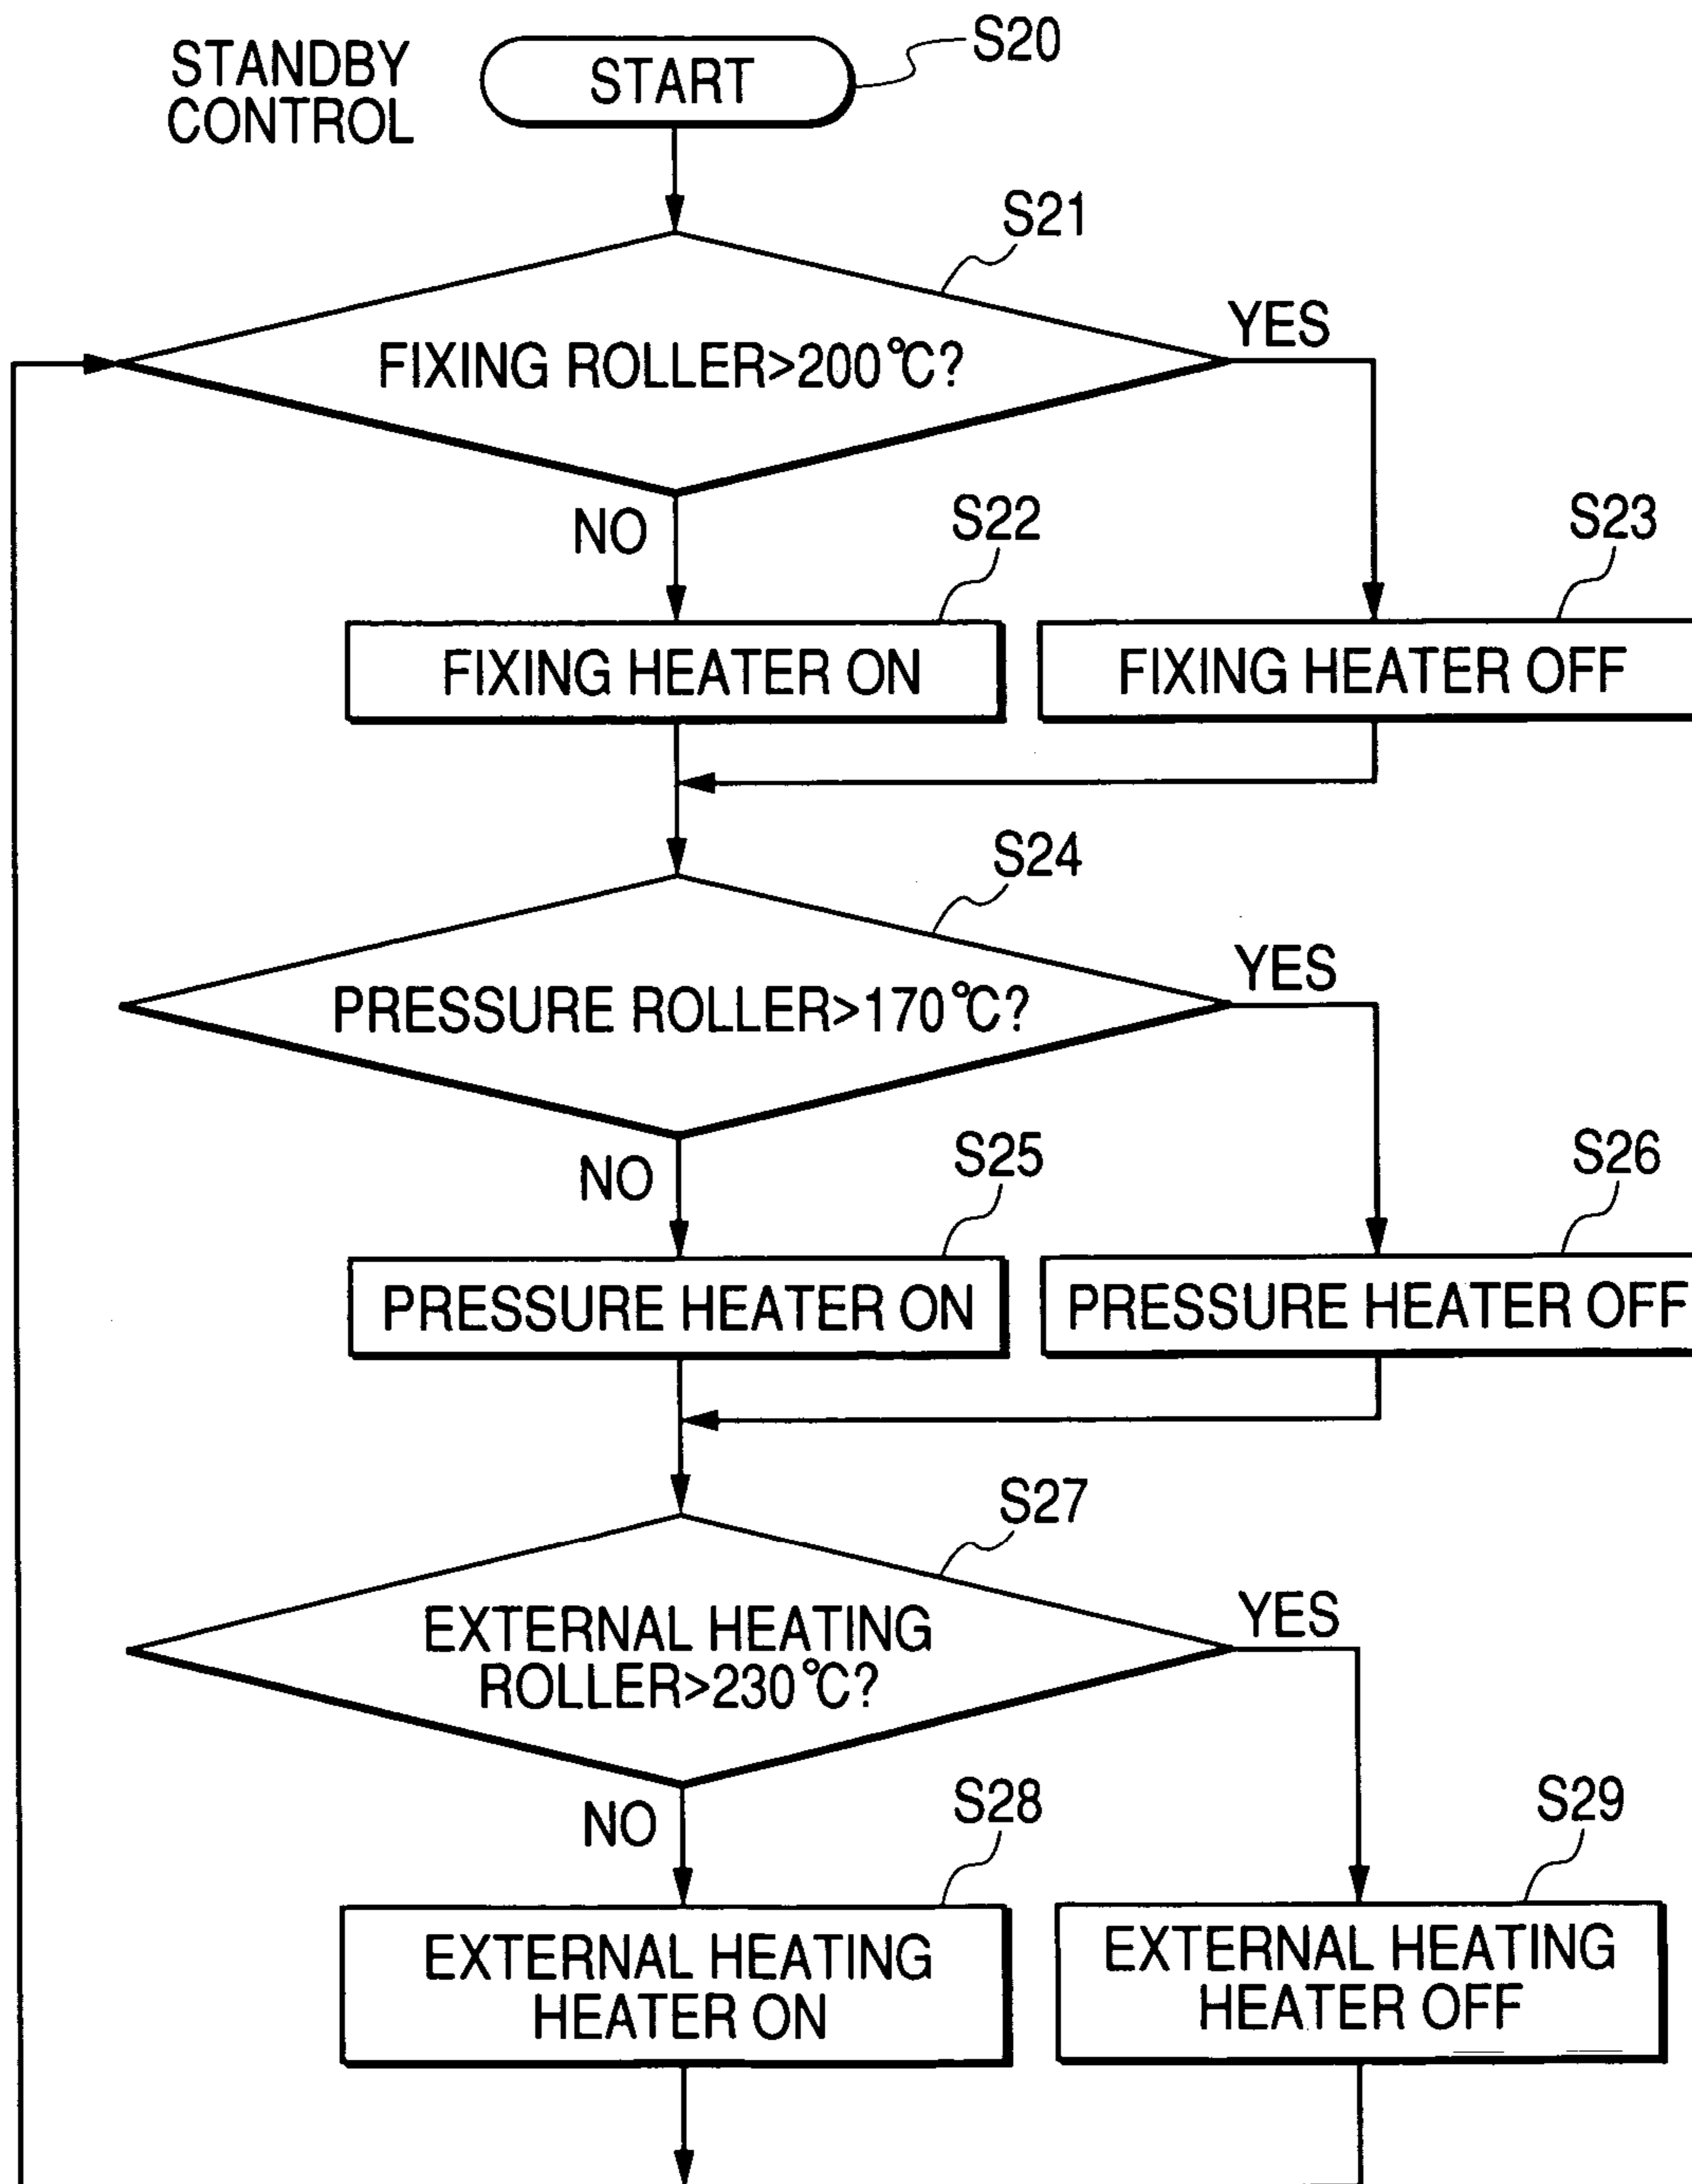 STANDBY
CONTROL
START
S20
S21
FIXING ROLLER>200℃?
YES
NO
S22
S23
FIXING HEATER ON
FIXING HEATER OFF
S24
PRESSURE ROLLER>170℃?
YES
NO
S25
S26
PRESSURE HEATER ON
PRESSURE HEATER OFF
S27
EXTERNAL HEATING
ROLLER>230℃?
YES
NO
S28
S29
EXTERNAL HEATING
HEATER ON
EXTERNAL HEATING
HEATER OFF